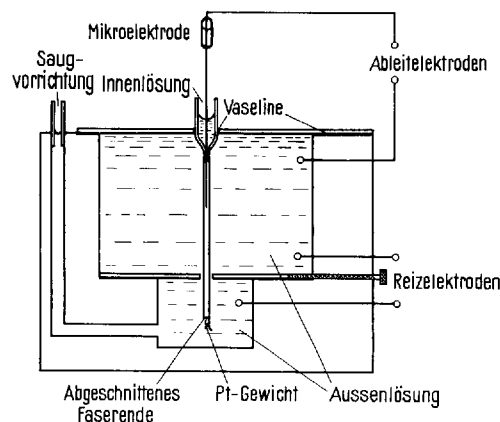 Mikroelektrode
Saug-
vorrichtung
Innenlösung
Ableitelektroden
Vaseline
Reizelektroden
Abgeschnittenes
Faserende
Pt-Gewicht
Aussenlösung